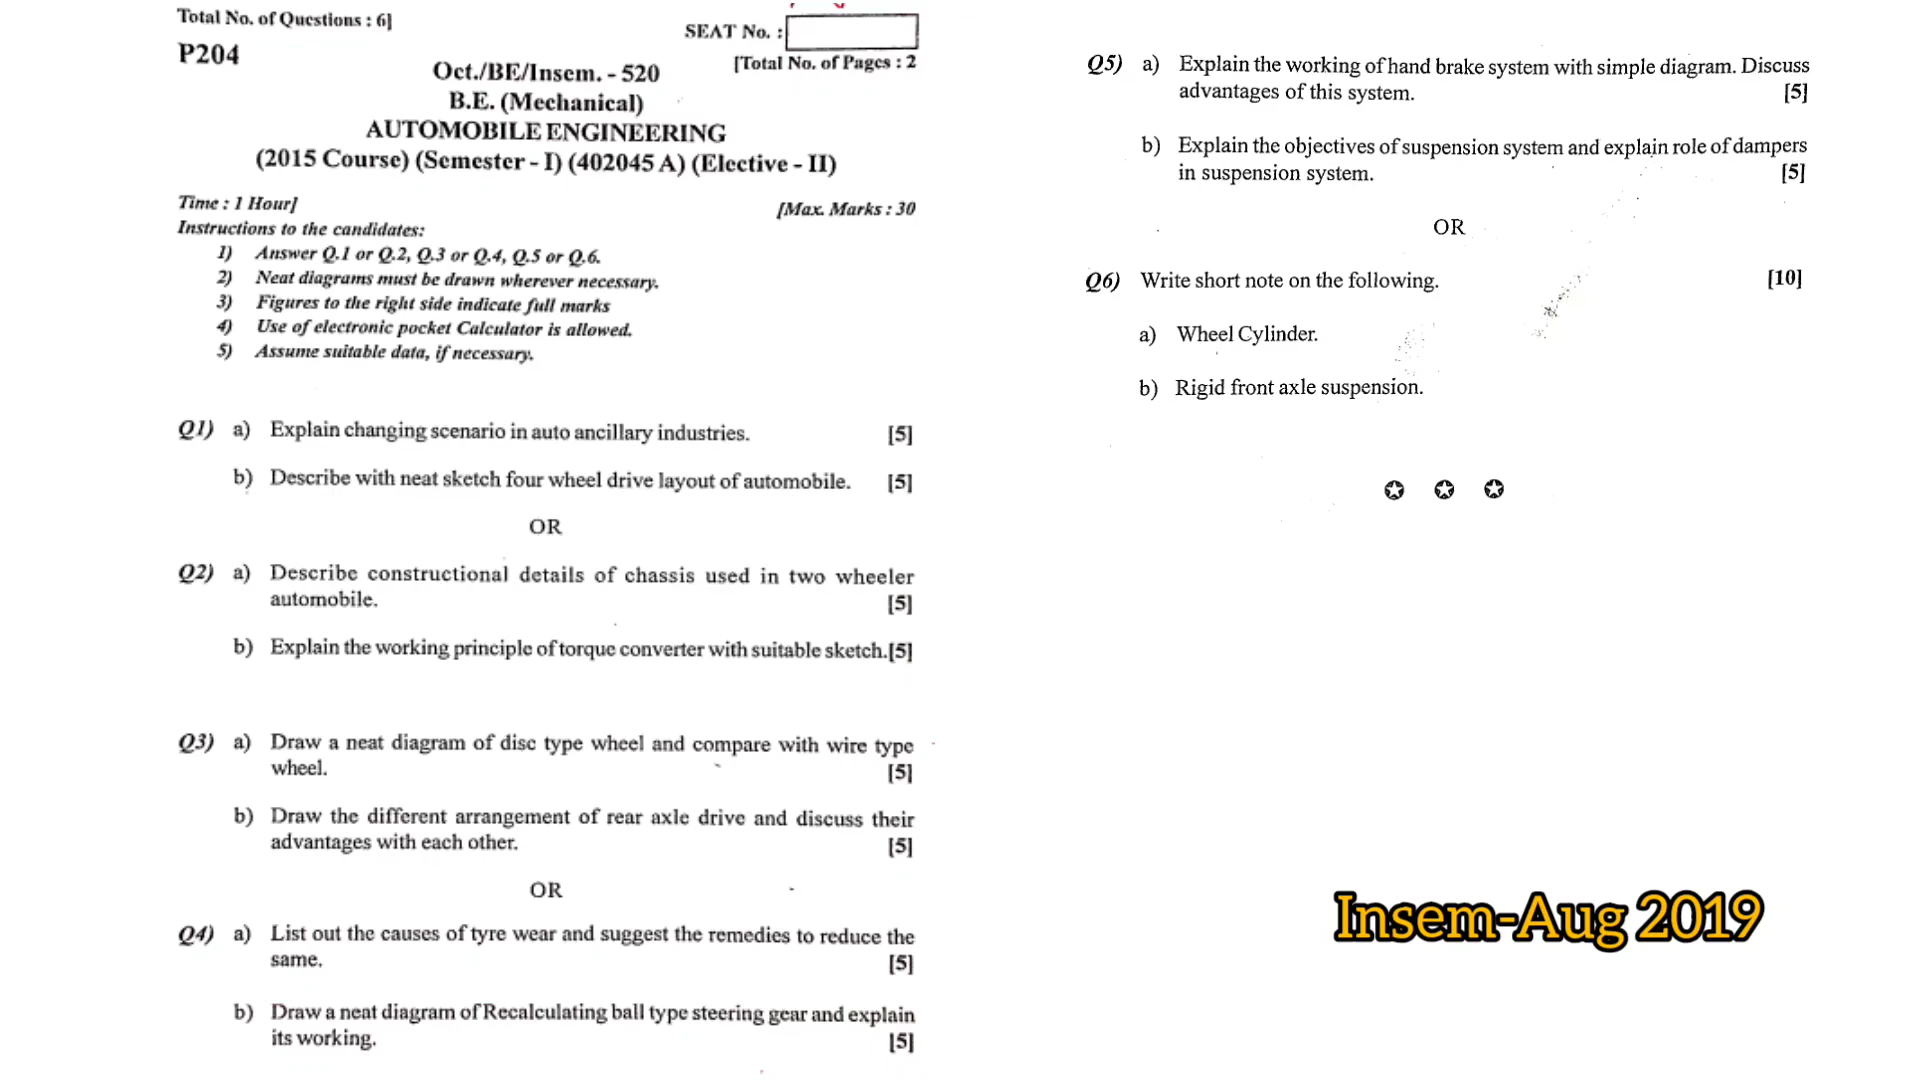 Total No. of Questions : 6]
SEAT No. :
P204
[Total No. of Pages : 2
Oct./BE/Insem. - 520
B.E. (Mechanical)
AUTOMOBILE ENGINEERING
(2015 Course) (Semester - I) (402045 A) (Elective - II)
Time : 1 Hour]
[Max. Marks : 30
Instructions to the candidates:
1) Answer Q.1 or Q.2, Q.3 or Q.4, Q.5 or Q.6.
2) Neat diagrams must be drawn wherever necessary.
3) Figures to the right side indicate full marks
4) Use of electronic pocket Calculator is allowed.
5) Assume suitable data, if necessary.
Q1) a) Explain changing scenario in auto ancillary industries. [5]
b) Describe with neat sketch four wheel drive layout of automobile. [5]
OR
Q2) a) Describe constructional details of chassis used in two wheeler
automobile. [5]
b) Explain the working principle of torque converter with suitable sketch.[5]
Q3) a) Draw a neat diagram of disc type wheel and compare with wire type
wheel. [5]
b) Draw the different arrangement of rear axle drive and discuss their
advantages with each other. [5]
OR
Q4) a) List out the causes of tyre wear and suggest the remedies to reduce the
same. [5]
b) Draw a neat diagram of Recalculating ball type steering gear and explain
its working. [5]
Q5) a) Explain the working of hand brake system with simple diagram. Discuss
advantages of this system. [5]
b) Explain the objectives of suspension system and explain role of dampers
in suspension system. [5]
OR
Q6) Write short note on the following. [10]
a) Wheel Cylinder.
b) Rigid front axle suspension.
Insem-Aug 2019